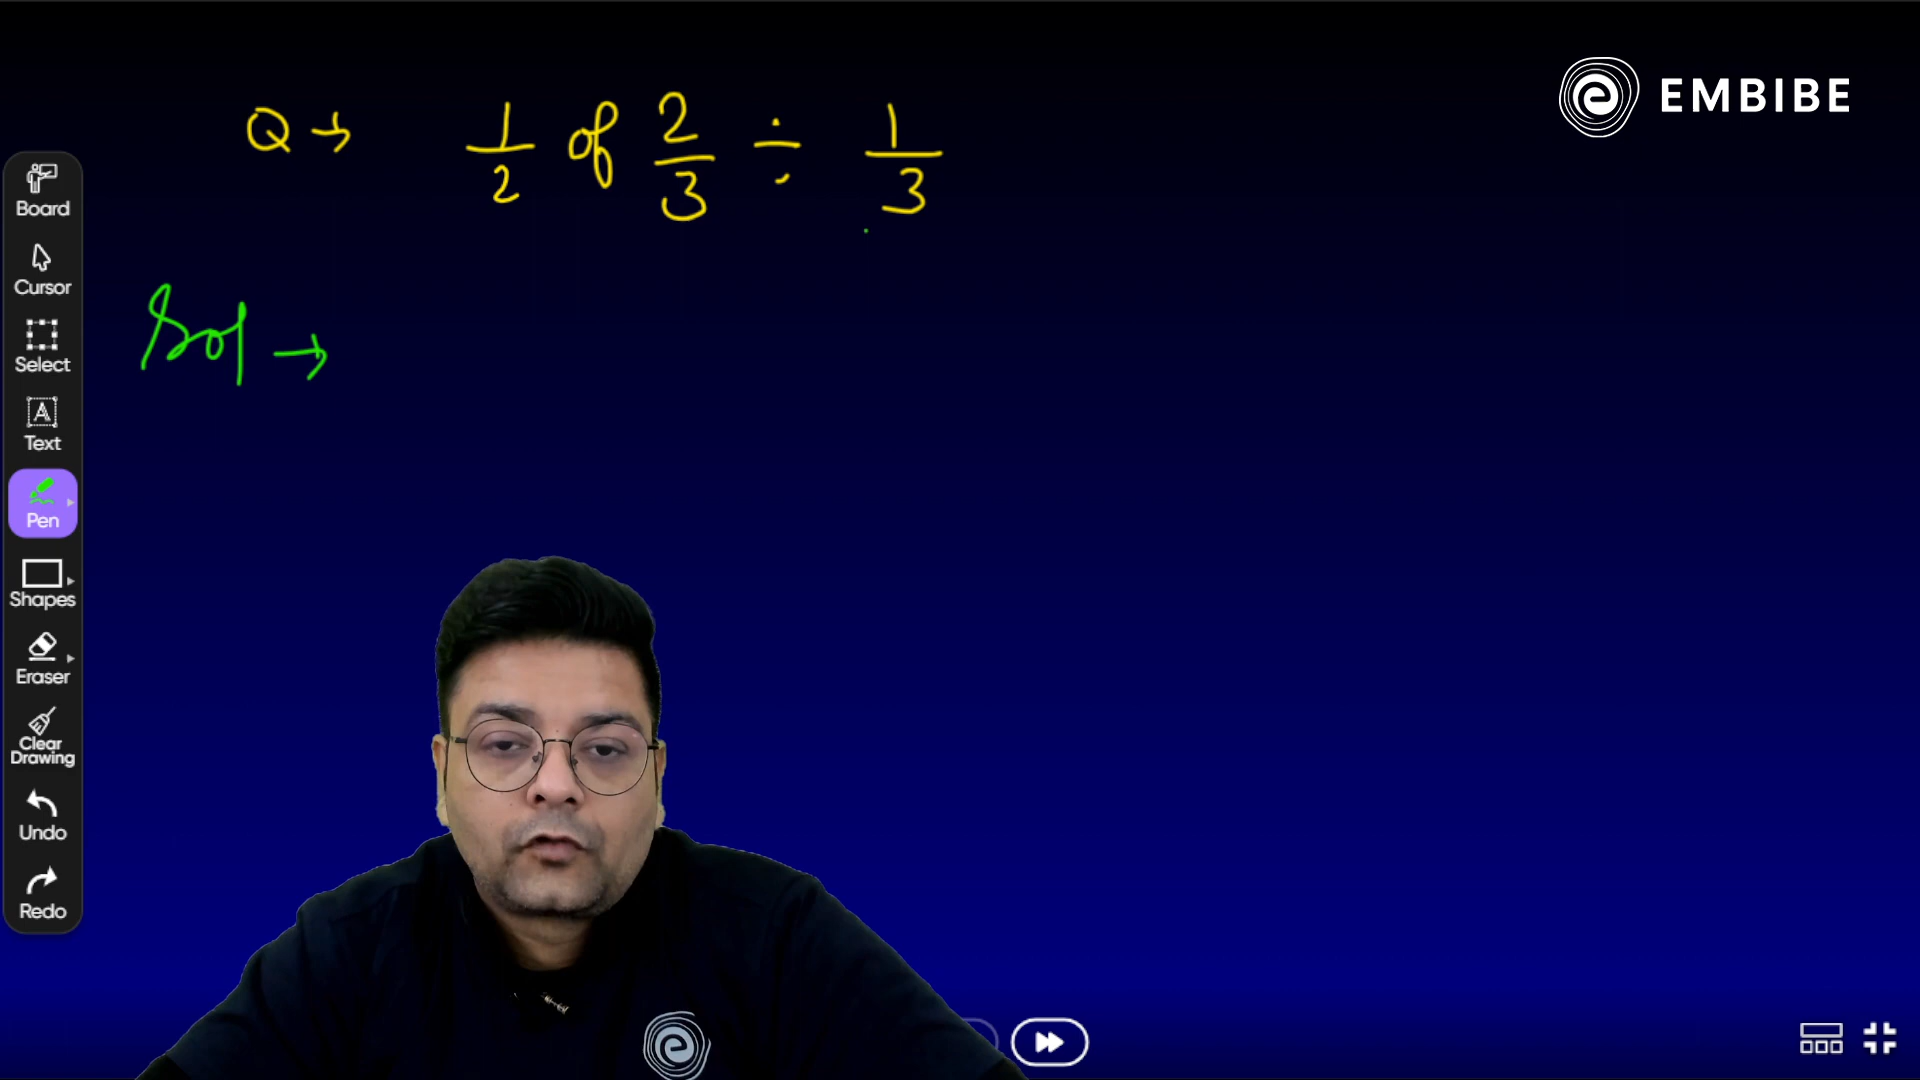 EMBIBE
Q → 1/2 of 2/3 ÷ 1/3
Sol →
Board
Cursor
Select
Text
Pen
Shapes
Eraser
Clear
Drawing
Undo
Redo